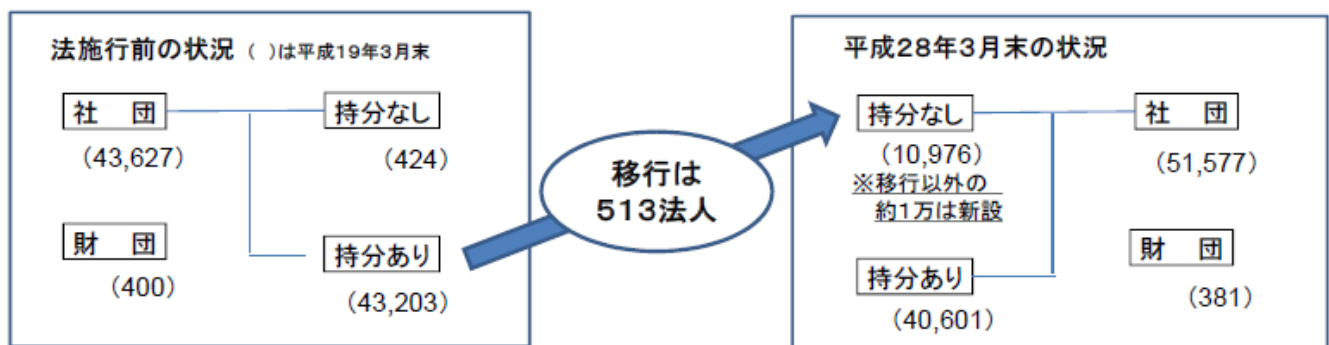 法施行前の状況 ( )は平成19年3月末
社 団
(43,627)
持分なし
(424)
財 団
(400)
持分あり
(43,203)
移行は
513法人
平成28年3月末の状況
持分なし
(10,976)
※移行以外の
約1万は新設
社 団
(51,577)
持分あり
(40,601)
財 団
(381)